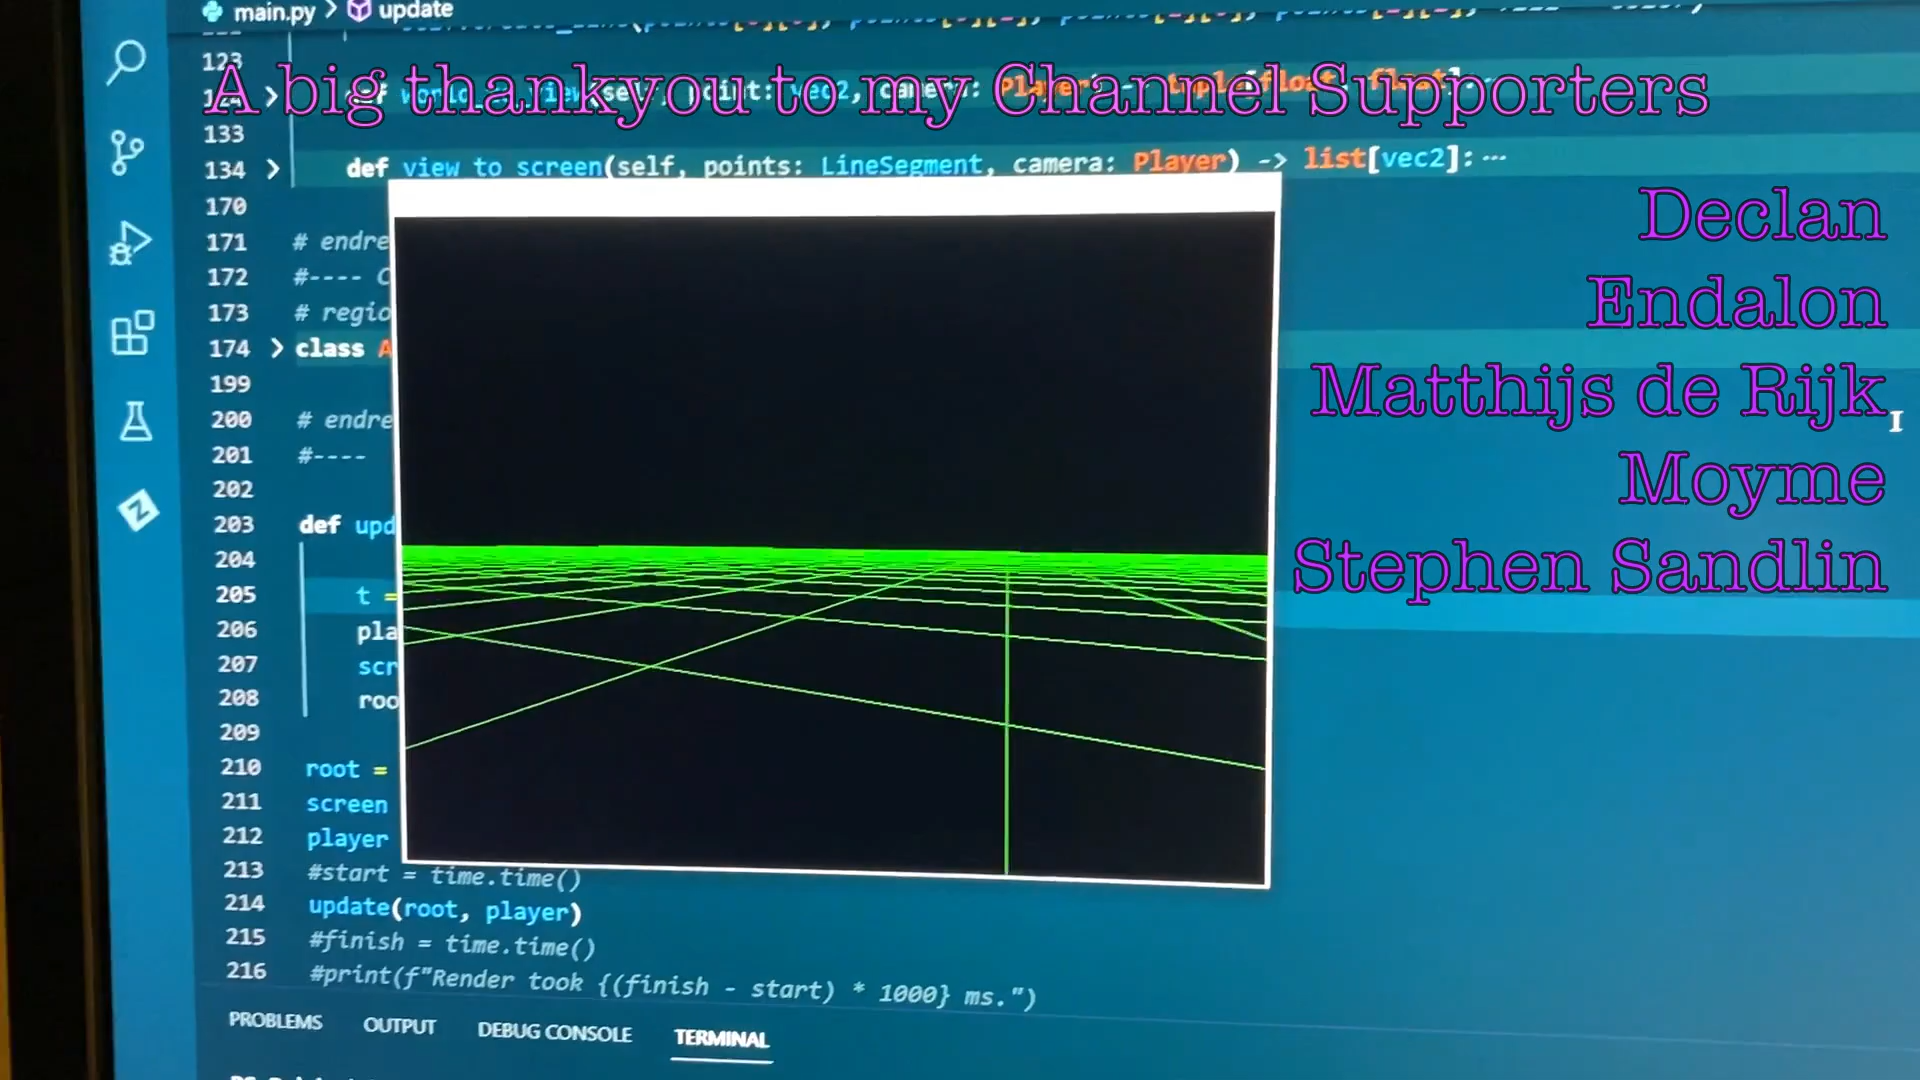 main.py > update
123
A big thankyou to my Channel Supporters
133
134 > def view_to_screen(self, points: LineSegment, camera: Player) -> list[vec2]:···
170
Declan
171 # endre
172 #----
173 # regio
Endalon
174 > class A
199
Matthijs de Rijk
200 # endre
201 #----
202
Moyme
203 def upd
204
Stephen Sandlin
205 t =
206 pla
207 scr
208 roo
209
210 root =
211 screen
212 player
213 #start = time.time()
214 update(root, player)
215 #finish = time.time()
216 #print(f"Render took {(finish - start) * 1000} ms.")
PROBLEMS OUTPUT DEBUG CONSOLE TERMINAL